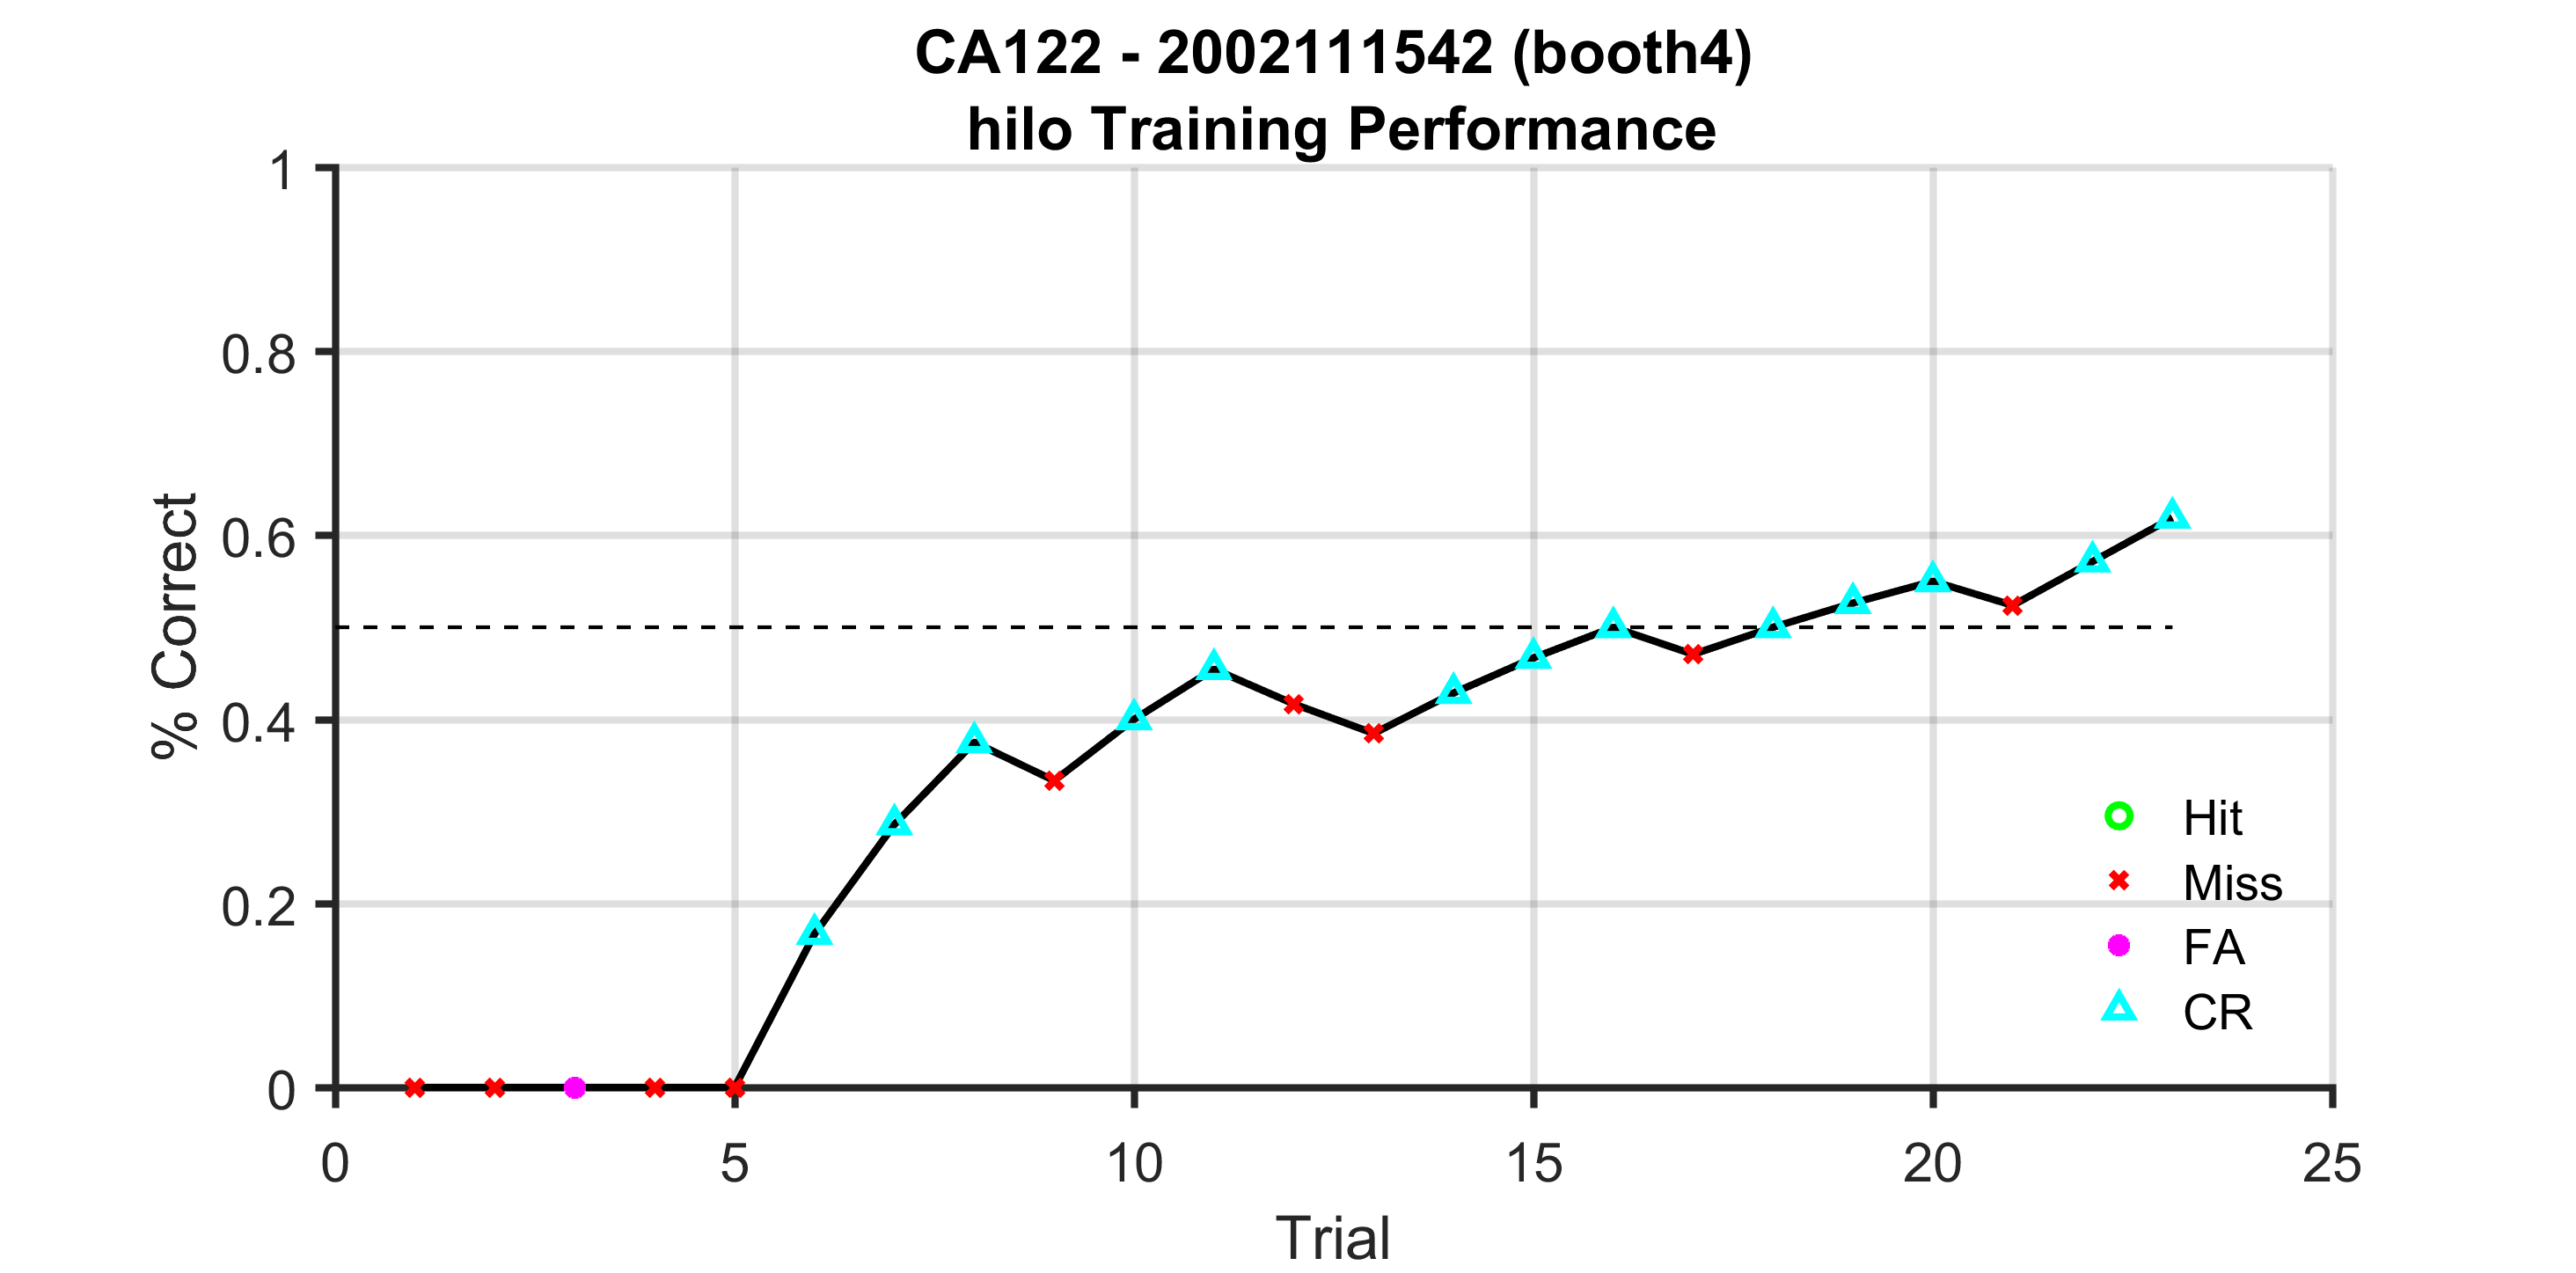 CA122 - 2002111542 (booth4)
hilo Training Performance
1
0.8
0.6
0.4
0.2
0
% Correct
Hit
Miss
FA
CR
0 5 10 15 20 25
Trial